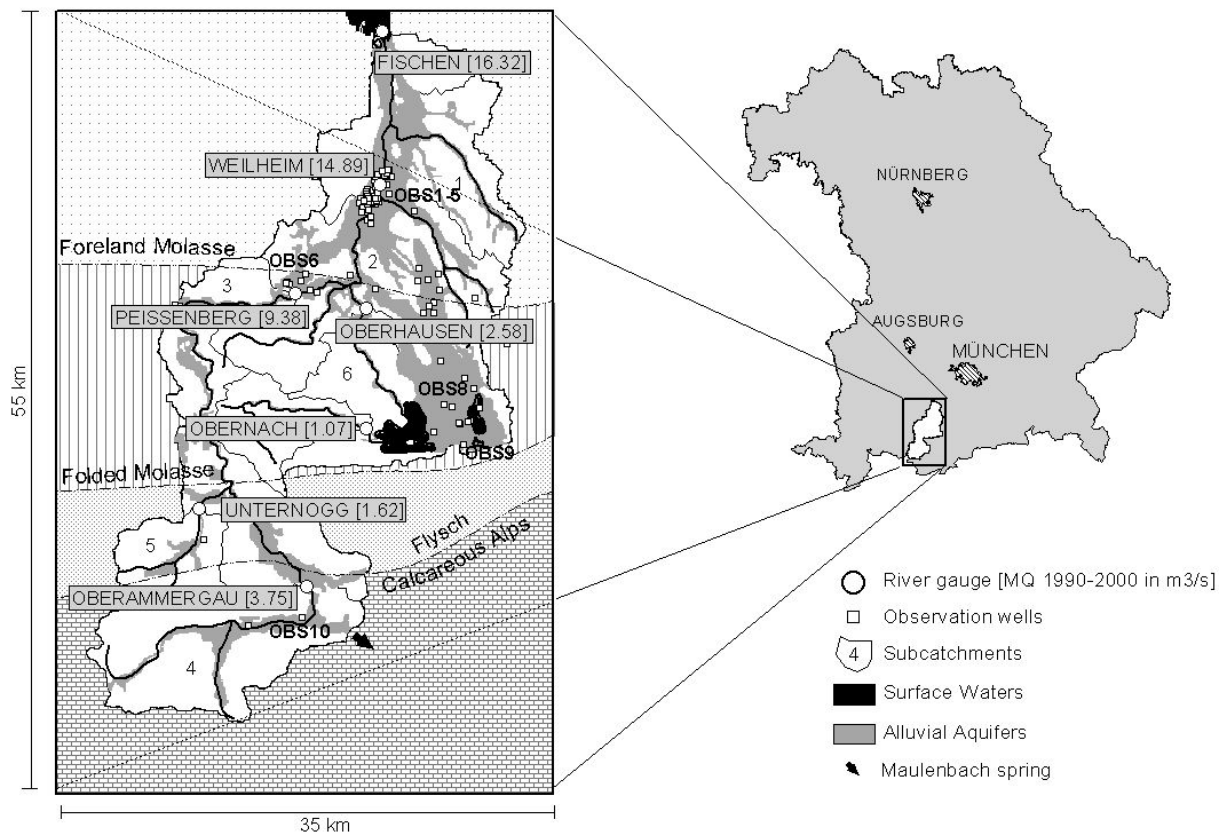 FISCHEN [16.32]
WEILHEIM [14.89]
1
OBS1-5
Foreland Molasse
OBS6
2
3
PEISSENBERG [9.38]
OBERHAUSEN [2.58]
6
OBS8
OBERNACH [1.07]
OBS9
Folded Molasse
UNTERNOGG [1.62]
Flysch
5
Calcareous Alps
OBERAMMERGAU [3.75]
OBS10
4
55 km
35 km
NÜRNBERG
AUGSBURG
MÜNCHEN
River gauge [MQ 1990-2000 in m3/s]
Observation wells
4 Subcatchments
Surface Waters
Alluvial Aquifers
Maulenbach spring